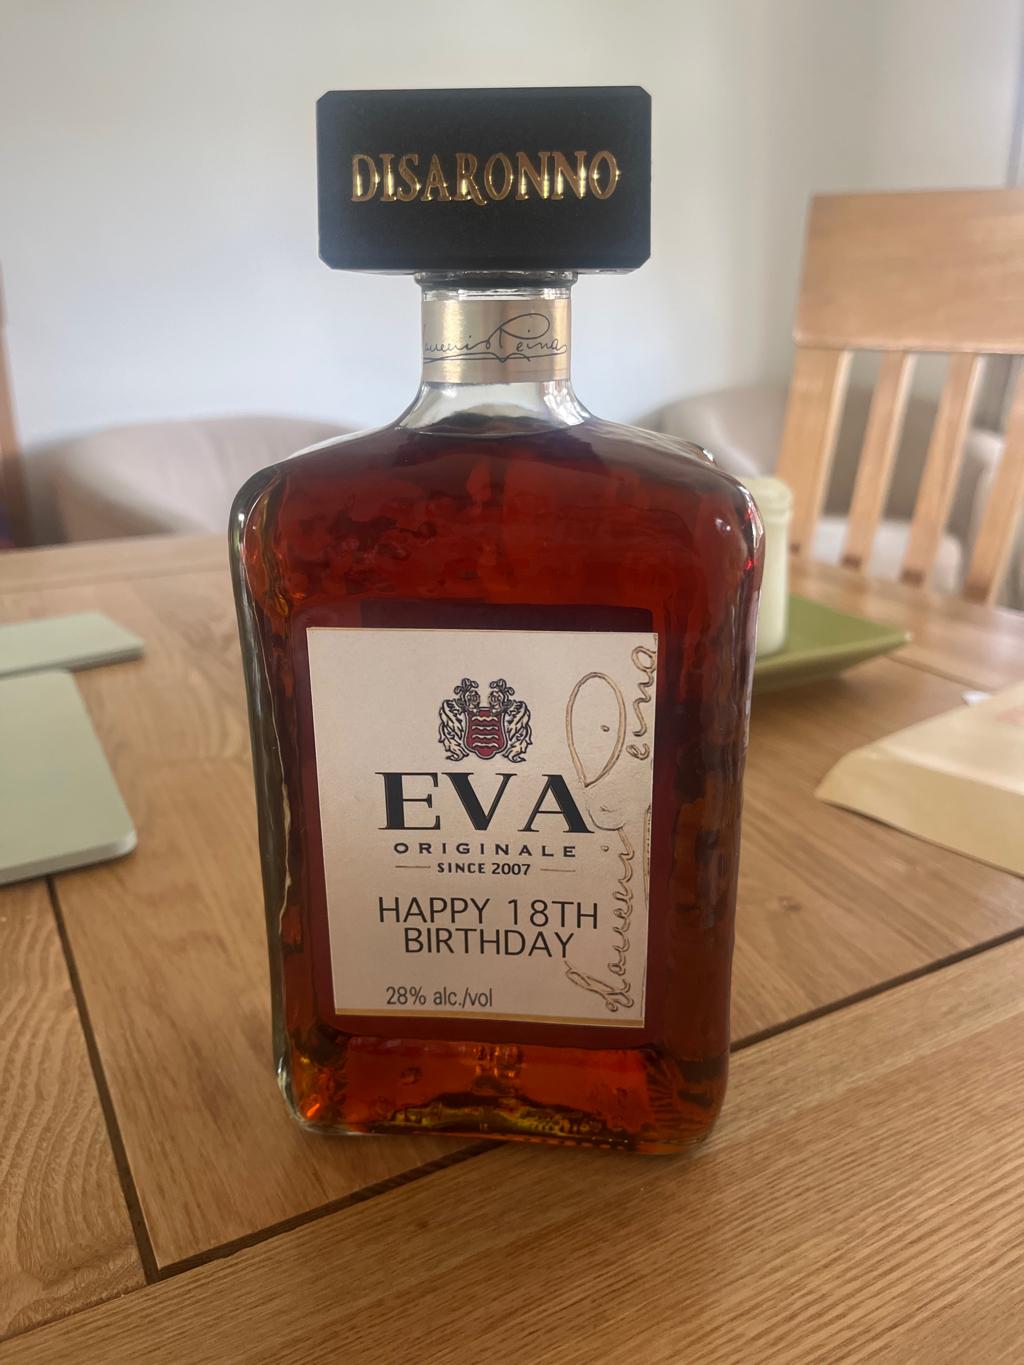 DISARONNO
EVA
ORIGINALE
SINCE 2007
HAPPY 18TH
BIRTHDAY
28% alc./vol